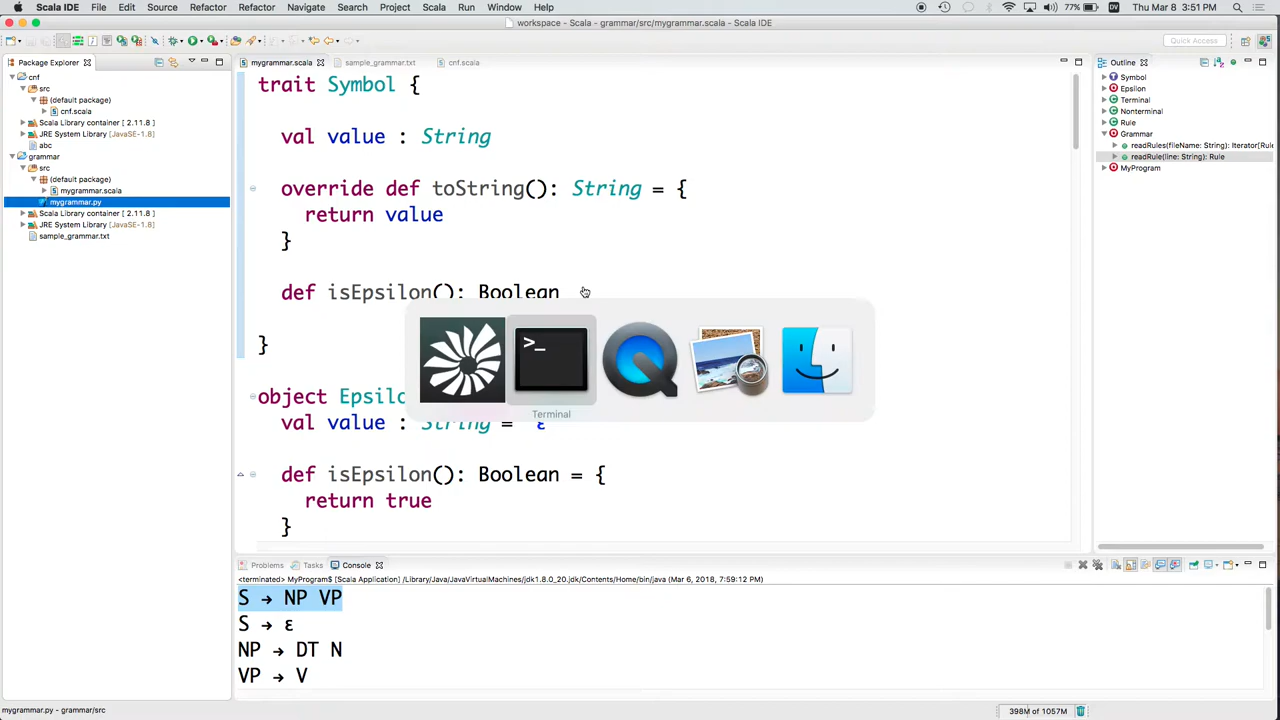 Scala IDE File Edit Source Refactor Refactor Navigate Search Project Scala Run Window Help 77% Thu Mar 8 3:51 PM
workspace - Scala - grammar/src/mygrammar.scala - Scala IDE
Quick Access
Package Explorer
cnf
src
(default package)
cnf.scala
Scala Library container [ 2.11.8 ]
JRE System Library [JavaSE-1.8]
abc
grammar
src
(default package)
mygrammar.scala
mygrammar.py
Scala Library container [ 2.11.8 ]
JRE System Library [JavaSE-1.8]
sample_grammar.txt
mygrammar.scala sample_grammar.txt cnf.scala
trait Symbol {
val value : String
override def toString(): String = {
return value
}
def isEpsilon(): Boolean
}
object Epsil
val value : String = "ε
def isEpsilon(): Boolean = {
return true
}
Terminal
Outline
Symbol
Epsilon
Terminal
Nonterminal
Rule
Grammar
readRules(fileName: String): Iterator[Rule
readRule(line: String): Rule
MyProgram
Problems Tasks Console
<terminated> MyProgram$ [Scala Application] /Library/Java/JavaVirtualMachines/jdk1.8.0_20.jdk/Contents/Home/bin/java (Mar 6, 2018, 7:59:12 PM)
S → NP VP
S → ε
NP → DT N
VP → V
mygrammar.py - grammar/src
398M of 1057M